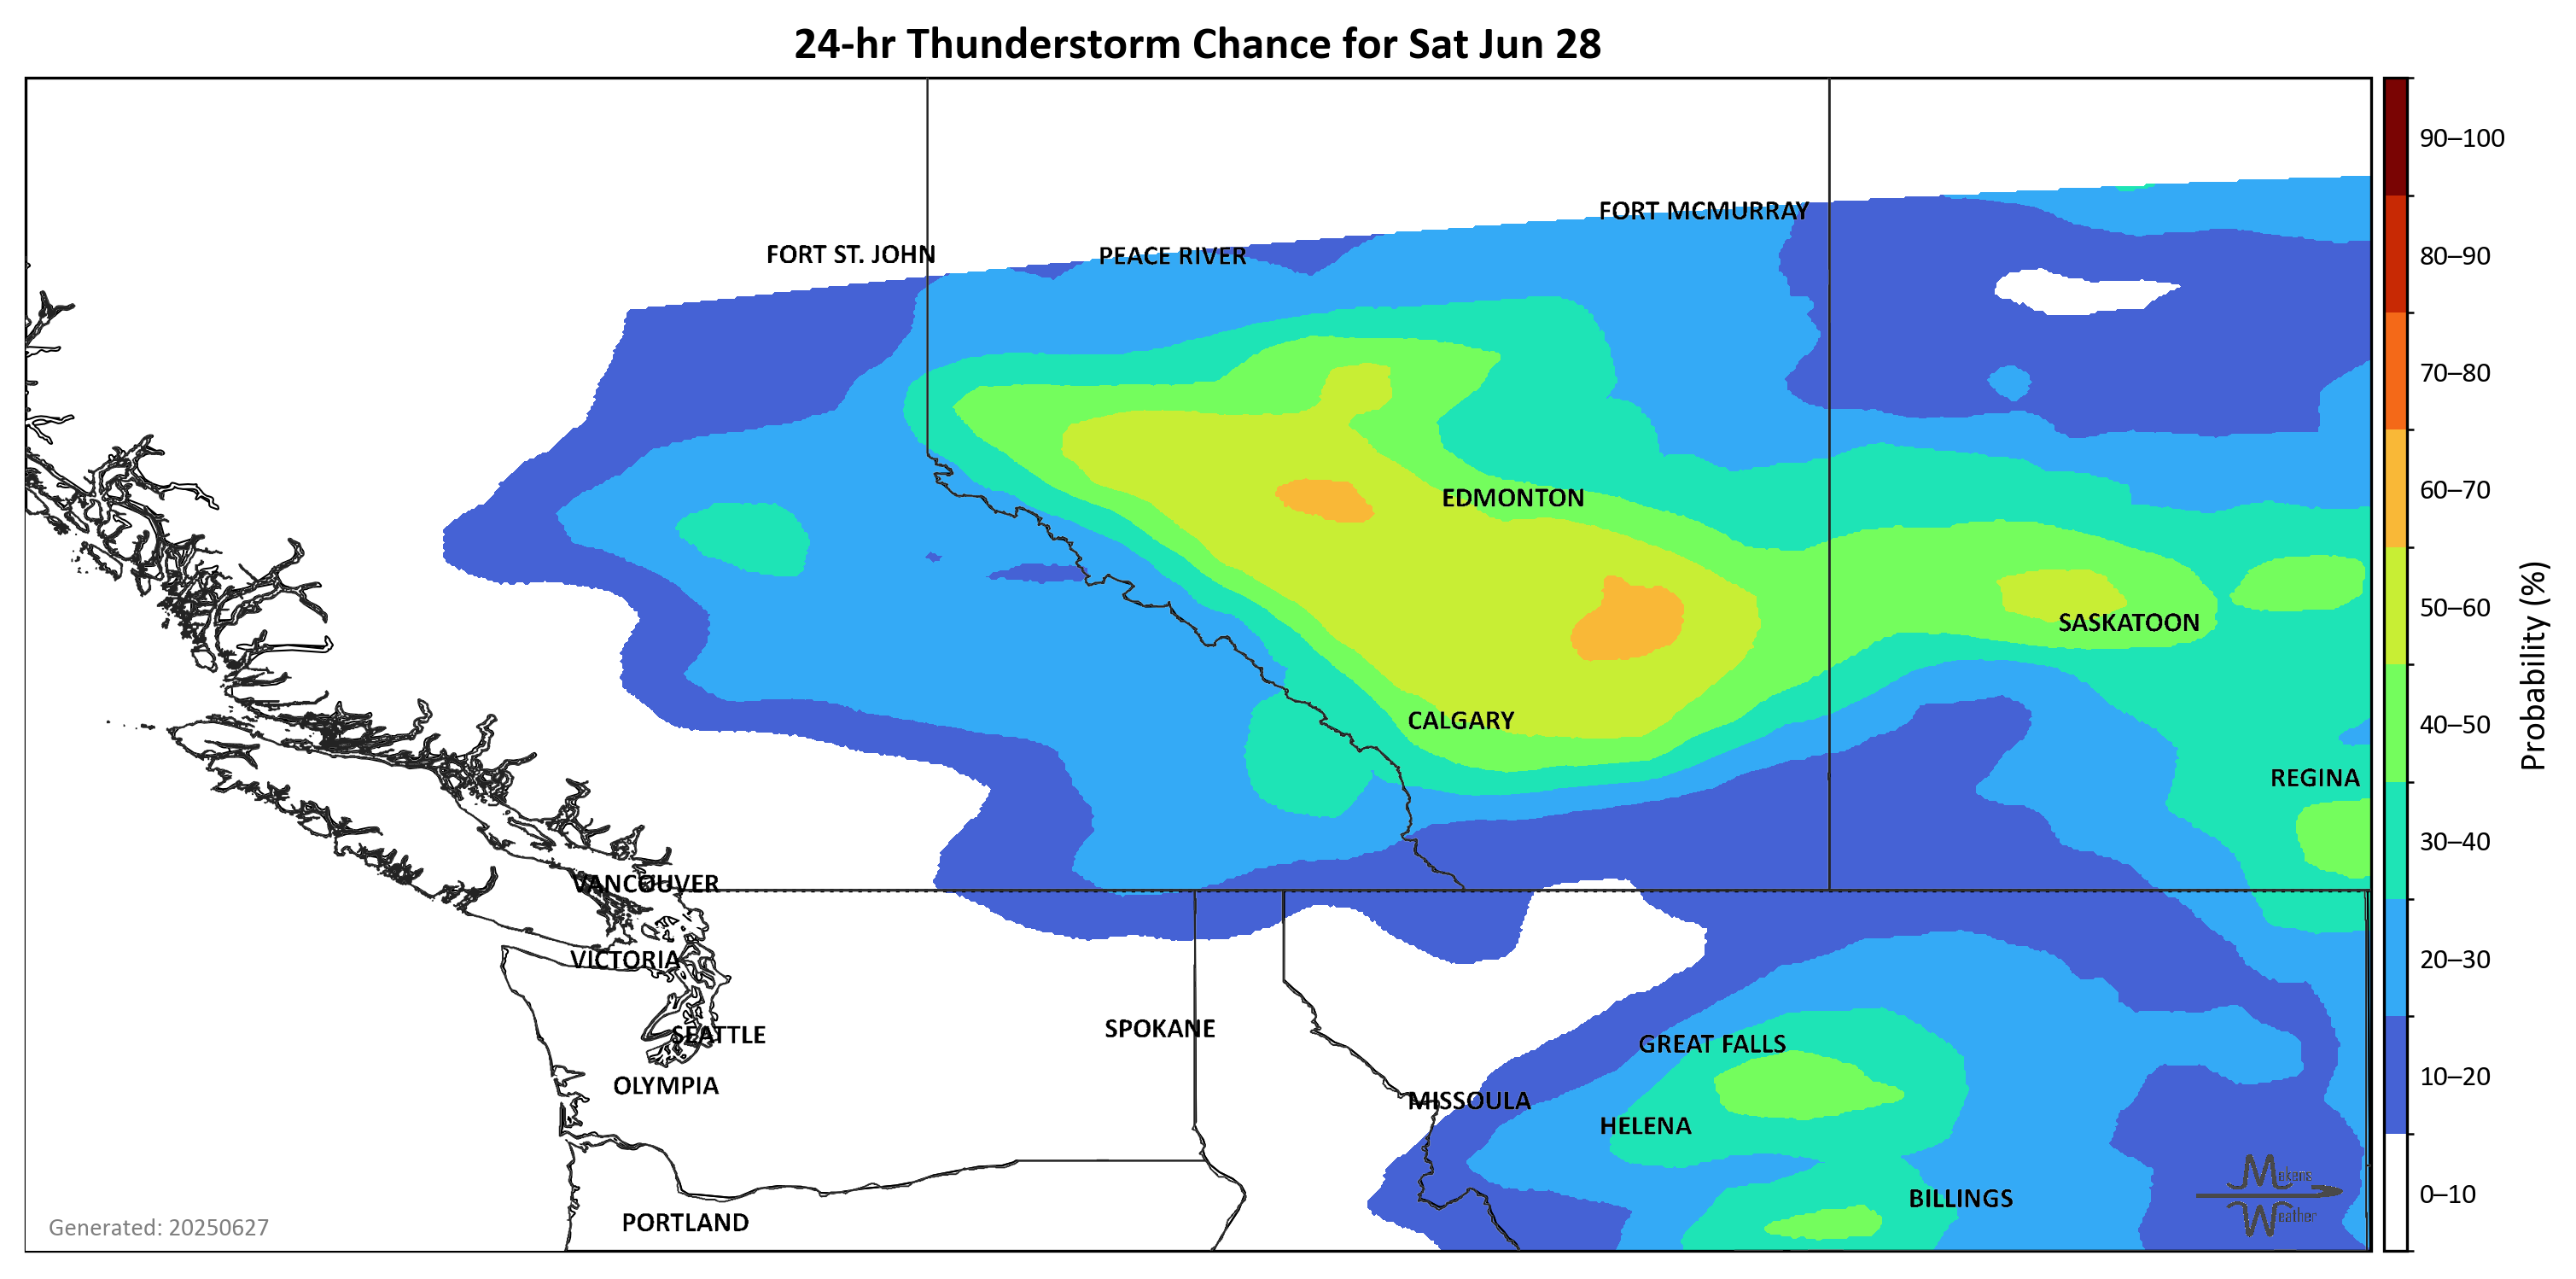 24-hr Thunderstorm Chance for Sat Jun 28
90–100
FORT MCMURRAY
FORT ST. JOHN
PEACE RIVER
80–90
70–80
EDMONTON
60–70
50–60
SASKATOON
CALGARY
40–50
Probability (%)
REGINA
30–40
VANCOUVER
VICTORIA
20–30
SPOKANE
SEATTLE
GREAT FALLS
OLYMPIA
10–20
MISSOULA
HELENA
Mekens
Weather
0–10
BILLINGS
PORTLAND
Generated: 20250627